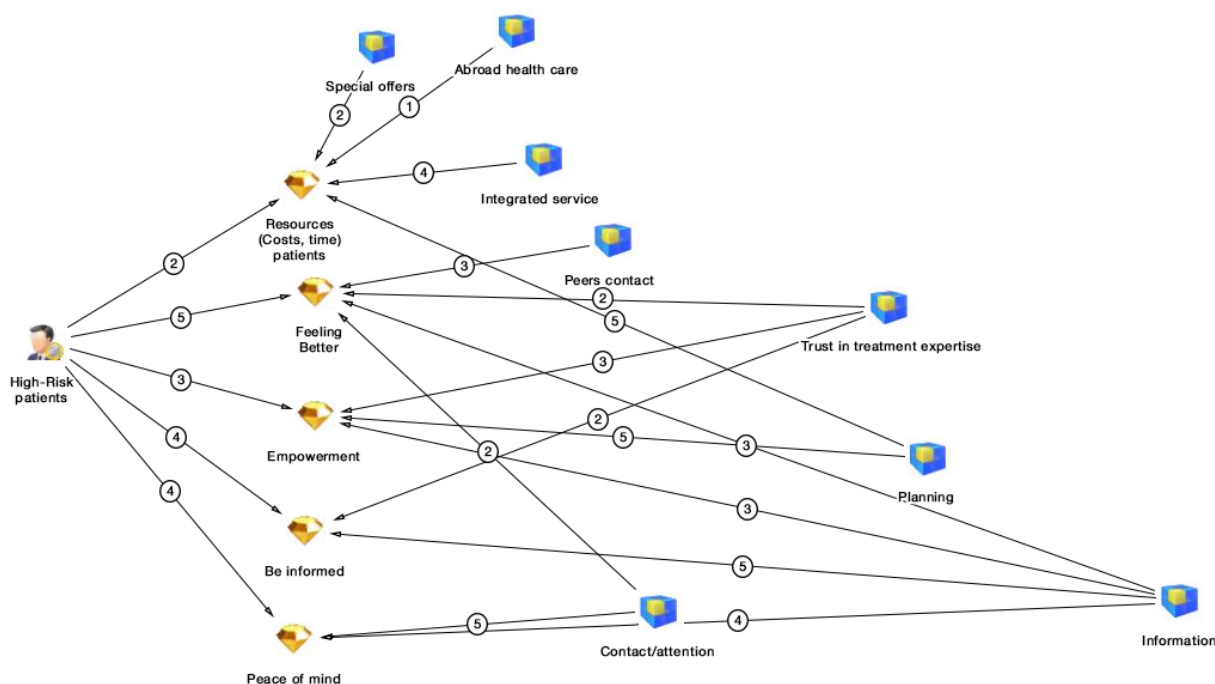 Special offers
Abroad health care
2
1
4
Integrated service
Resources
(Costs, time)
patients
2
3
Peers contact
2
5
5
Feeling
Better
Trust in treatment expertise
High-Risk
patients
3
3
Empowerment
2
4
5
3
2
Planning
4
3
Be informed
5
5
4
Contact/attention
Information
Peace of mind